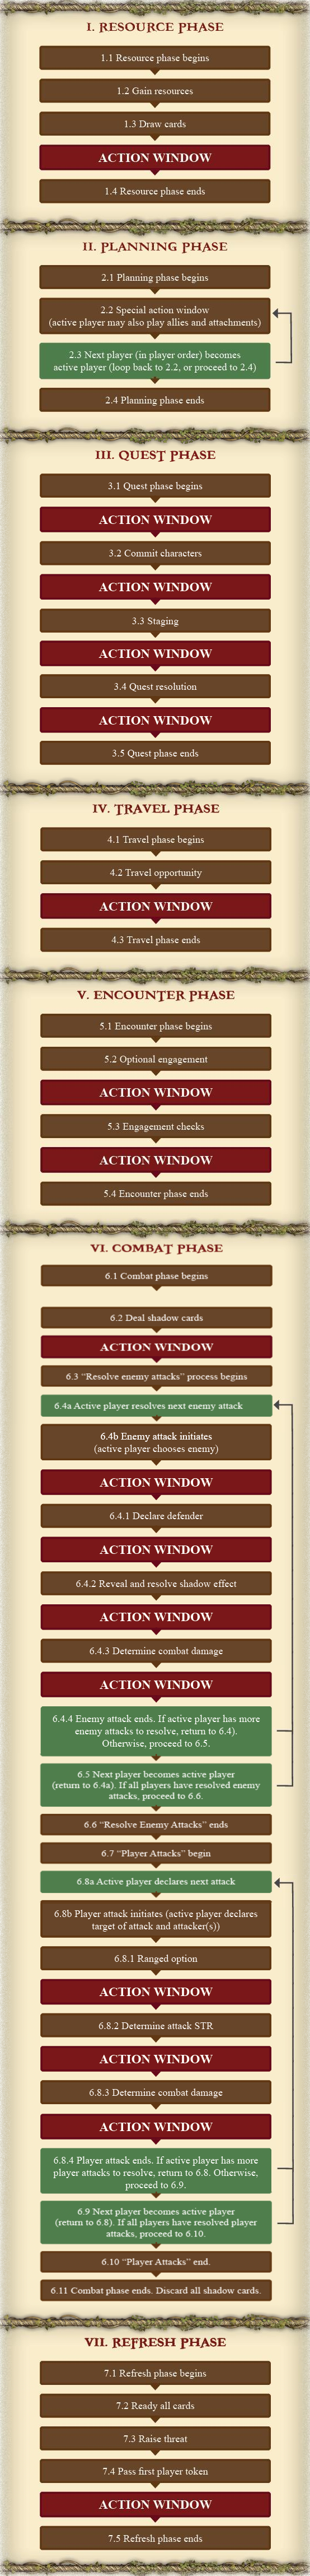 I. RESOURCE PHASE
1.1 Resource phase begins
1.2 Gain resources
1.3 Draw cards
ACTION WINDOW
1.4 Resource phase ends
II. PLANNING PHASE
2.1 Planning phase begins
2.2 Special action window
(active player may also play allies and attachments)
2.3 Next player (in player order) becomes
active player (loop back to 2.2, or proceed to 2.4)
2.4 Planning phase ends
III. QUEST PHASE
3.1 Quest phase begins
ACTION WINDOW
3.2 Commit characters
ACTION WINDOW
3.3 Staging
ACTION WINDOW
3.4 Quest resolution
ACTION WINDOW
3.5 Quest phase ends
IV. TRAVEL PHASE
4.1 Travel phase begins
4.2 Travel opportunity
ACTION WINDOW
4.3 Travel phase ends
V. ENCOUNTER PHASE
5.1 Encounter phase begins
5.2 Optional engagement
ACTION WINDOW
5.3 Engagement checks
ACTION WINDOW
5.4 Encounter phase ends
VI. COMBAT PHASE
6.1 Combat phase begins
6.2 Deal shadow cards
ACTION WINDOW
6.3 “Resolve enemy attacks” process begins
6.4a Active player resolves next enemy attack
6.4b Enemy attack initiates
(active player chooses enemy)
ACTION WINDOW
6.4.1 Declare defender
ACTION WINDOW
6.4.2 Reveal and resolve shadow effect
ACTION WINDOW
6.4.3 Determine combat damage
ACTION WINDOW
6.4.4 Enemy attack ends. If active player has more
enemy attacks to resolve, return to 6.4).
Otherwise, proceed to 6.5.
6.5 Next player becomes active player
(return to 6.4a). If all players have resolved enemy
attacks, proceed to 6.6.
6.6 “Resolve Enemy Attacks” ends
6.7 “Player Attacks” begin
6.8a Active player declares next attack
6.8b Player attack initiates (active player declares
target of attack and attacker(s))
6.8.1 Ranged option
ACTION WINDOW
6.8.2 Determine attack STR
ACTION WINDOW
6.8.3 Determine combat damage
ACTION WINDOW
6.8.4 Player attack ends. If active player has more
player attacks to resolve, return to 6.8. Otherwise,
proceed to 6.9.
6.9 Next player becomes active player
(return to 6.8). If all players have resolved player
attacks, proceed to 6.10.
6.10 “Player Attacks” end.
6.11 Combat phase ends. Discard all shadow cards.
VII. REFRESH PHASE
7.1 Refresh phase begins
7.2 Ready all cards
7.3 Raise threat
7.4 Pass first player token
ACTION WINDOW
7.5 Refresh phase ends